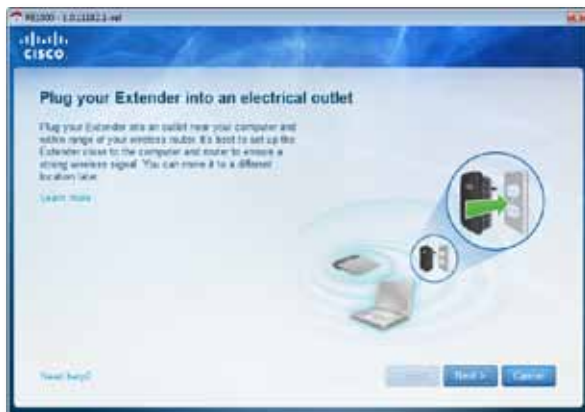 CISCO
Plug your Extender into an electrical outlet
Plug your Extender into an outlet near your computer and
within range of your wireless router. It's best to set up the
Extender close to the computer and router to ensure a
strong wireless signal. You can move it to a different
location later.
Learn more
Need help?
Next >
Cancel